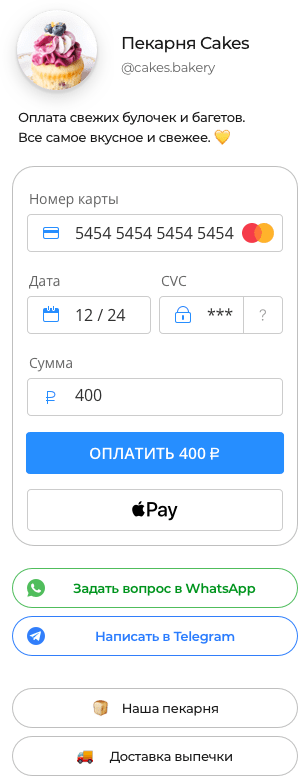 Пекарня Cakes
@cakes.bakery
Оплата свежих булочек и багетов.
Все самое вкусное и свежее. 💛
Номер карты
5454 5454 5454 5454
Дата
CVC
12 / 24
***
?
Сумма
₽ 400
ОПЛАТИТЬ 400 ₽
Pay
Задать вопрос в WhatsApp
Написать в Telegram
Наша пекарня
Доставка выпечки